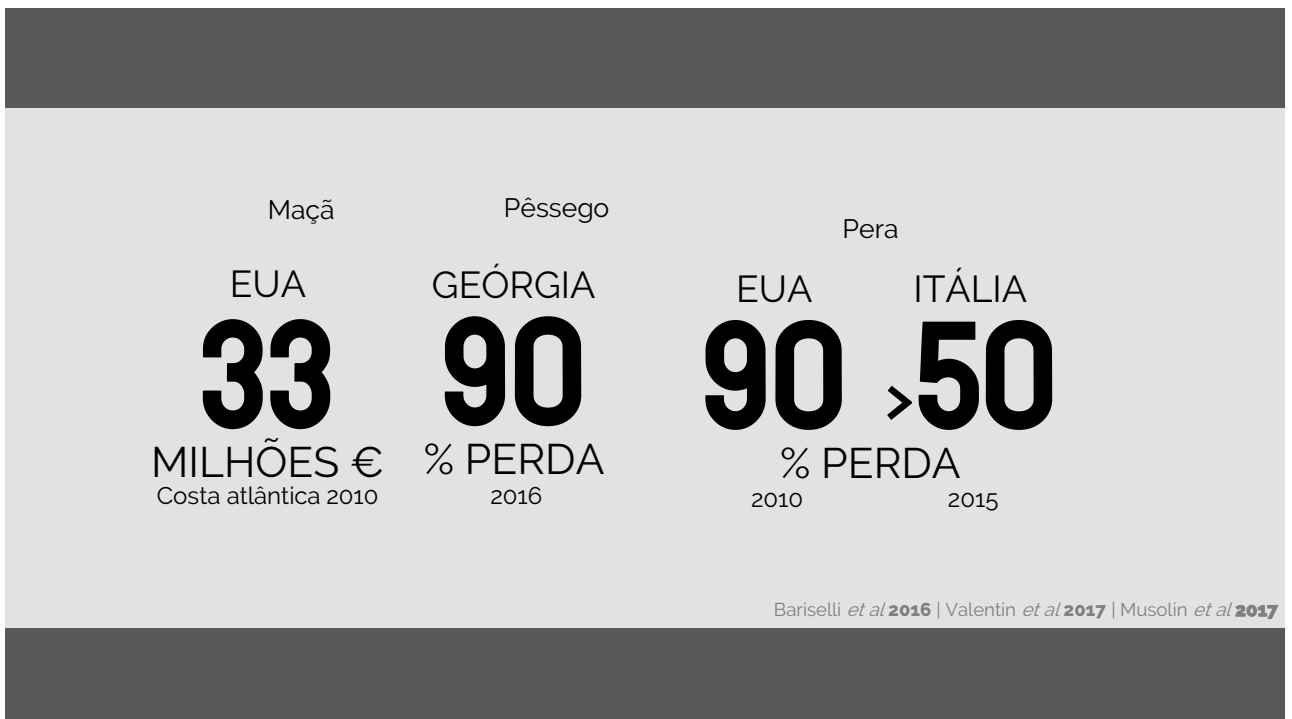 Maçã
EUA
33
MILHÕES €
Costa atlântica 2010
Pêssego
GEÓRGIA
90
% PERDA
2016
Pera
EUA ITÁLIA
90 >50
% PERDA
2010 2015
Bariselli et al 2016 | Valentin et al 2017 | Musolin et al 2017